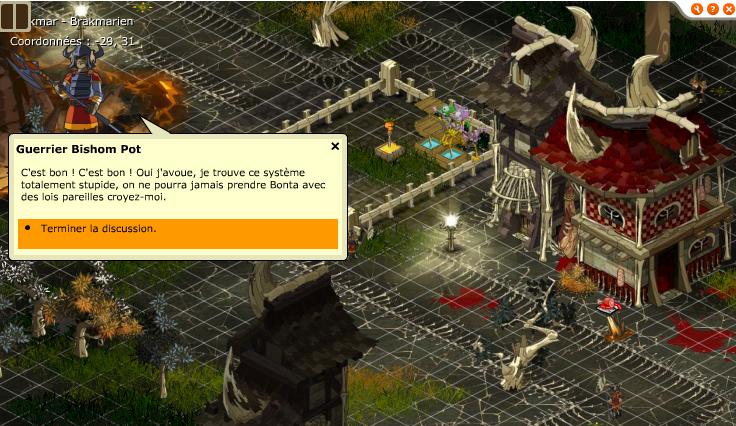 kmar - Brakmarien
Coordonnées : -29, 31
Guerrier Bishom Pot
C'est bon ! C'est bon ! Oui j'avoue, je trouve ce système
totalement stupide, on ne pourra jamais prendre Bonta avec
des lois pareilles croyez-moi.
Terminer la discussion.